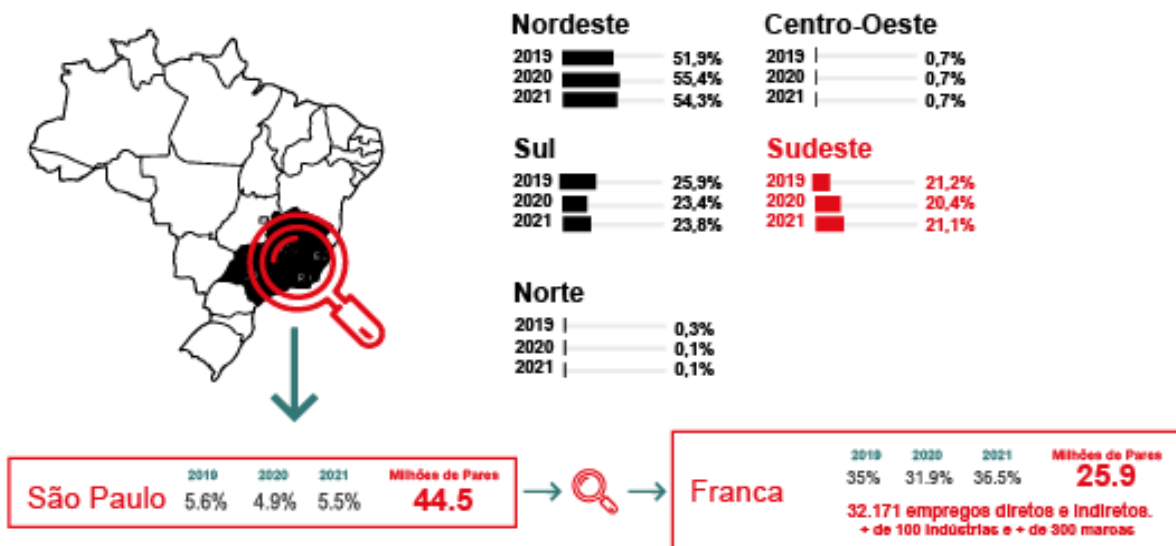 Nordeste
2019 51,9%
2020 55,4%
2021 54,3%
Centro-Oeste
2019 0,7%
2020 0,7%
2021 0,7%
Sul
2019 25,9%
2020 23,4%
2021 23,8%
Sudeste
2019 21,2%
2020 20,4%
2021 21,1%
Norte
2019 0,3%
2020 0,1%
2021 0,1%
São Paulo
2019 2020 2021 Milhões de Pares
5.6% 4.9% 5.5% 44.5
Franca
2019 2020 2021 Milhões de Pares
35% 31.9% 36.5% 25.9
32.171 empregos diretos e indiretos.
+ de 100 indústrias e + de 300 marcas